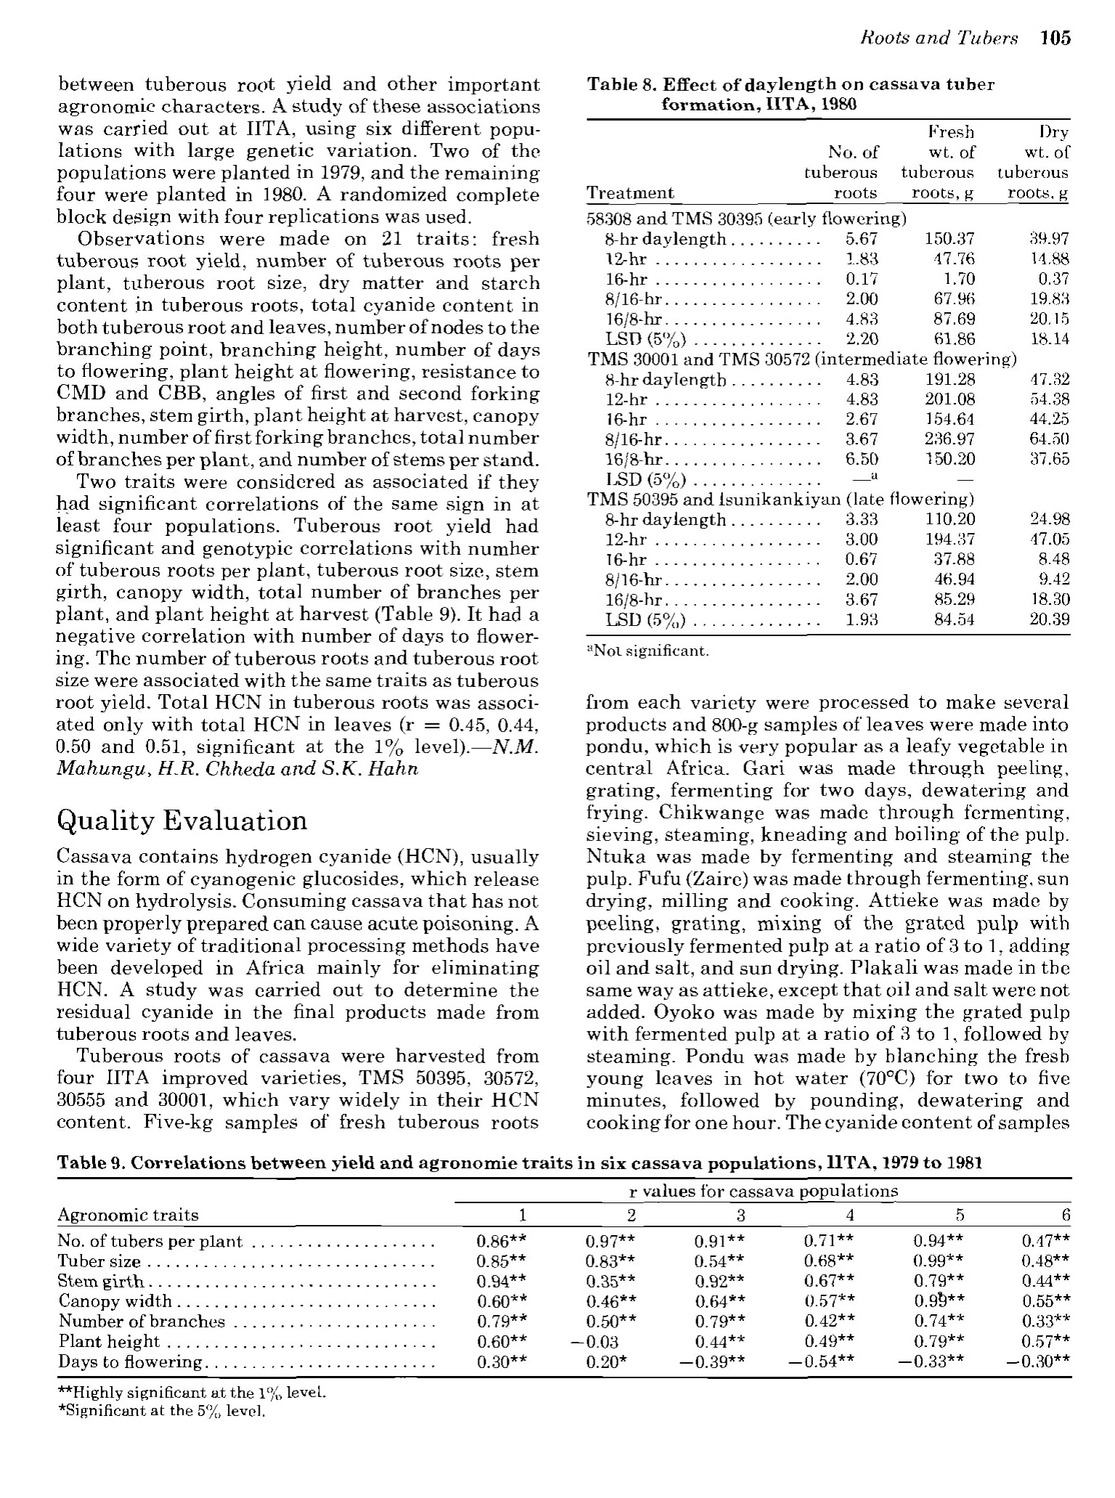 Roots and Tubers 105
between tuberous root yield and other important
agronomic characters. A study of these associations
was carried out at IITA, using six different popu-
lations with large genetic variation. Two of the
populations were planted in 1979, and the remaining
four were planted in 1980. A randomized complete
block design with four replications was used.
Observations were made on 21 traits: fresh
tuberous root yield, number of tuberous roots per
plant, tuberous root size, dry matter and starch
content in tuberous roots, total cyanide content in
both tuberous root and leaves, number of nodes to the
branching point, branching height, number of days
to flowering, plant height at flowering, resistance to
CMD and CBB, angles of first and second forking
branches, stem girth, plant height at harvest, canopy
width, number of first forking branches, total number
of branches per plant, and number of stems per stand.
Two traits were considered as associated if they
had significant correlations of the same sign in at
least four populations. Tuberous root yield had
significant and genotypic correlations with number
of tuberous roots per plant, tuberous root size, stem
girth, canopy width, total number of branches per
plant, and plant height at harvest (Table 9). It had a
negative correlation with number of days to flower-
ing. The number of tuberous roots and tuberous root
size were associated with the same traits as tuberous
root yield. Total HCN in tuberous roots was associ-
ated only with total HCN in leaves (r = 0.45, 0.44,
0.50 and 0.51, significant at the 1% level).—N.M.
Mahungu, H.R. Chheda and S.K. Hahn
Quality Evaluation
Cassava contains hydrogen cyanide (HCN), usually
in the form of cyanogenic glucosides, which release
HCN on hydrolysis. Consuming cassava that has not
been properly prepared can cause acute poisoning. A
wide variety of traditional processing methods have
been developed in Africa mainly for eliminating
HCN. A study was carried out to determine the
residual cyanide in the final products made from
tuberous roots and leaves.
Tuberous roots of cassava were harvested from
four IITA improved varieties, TMS 50395, 30572,
30555 and 30001, which vary widely in their HCN
content. Five-kg samples of fresh tuberous roots
Table 8. Effect of daylength on cassava tuber
formation, IITA, 1980
Fresh Dry
No. of wt. of wt. of
tuberous tuberous tuberous
Treatment roots roots, g roots, g
58308 and TMS 30395 (early flowering)
8-hr daylength .......... 5.67 150.37 39.97
12-hr .................. 1.83 47.76 14.88
16-hr .................. 0.17 1.70 0.37
8/16-hr................. 2.00 67.96 19.83
16/8-hr................. 4.83 87.69 20.15
LSD (5%) .............. 2.20 61.86 18.14
TMS 30001 and TMS 30572 (intermediate flowering)
8-hr daylength .......... 4.83 191.28 47.32
12-hr .................. 4.83 201.08 54.38
16-hr .................. 2.67 154.64 44.25
8/16-hr................. 3.67 236.97 64.50
16/8-hr................. 6.50 150.20 37.65
LSD (5%) .............. —a —
TMS 50395 and Isunikankiyan (late flowering)
8-hr daylength .......... 3.33 110.20 24.98
12-hr .................. 3.00 194.37 47.05
16-hr .................. 0.67 37.88 8.48
8/16-hr................. 2.00 46.94 9.42
16/8-hr................. 3.67 85.29 18.30
LSD (5%) .............. 1.93 84.54 20.39
aNot significant.
from each variety were processed to make several
products and 800-g samples of leaves were made into
pondu, which is very popular as a leafy vegetable in
central Africa. Gari was made through peeling,
grating, fermenting for two days, dewatering and
frying. Chikwange was made through fermenting,
sieving, steaming, kneading and boiling of the pulp.
Ntuka was made by fermenting and steaming the
pulp. Fufu (Zaire) was made through fermenting, sun
drying, milling and cooking. Attieke was made by
peeling, grating, mixing of the grated pulp with
previously fermented pulp at a ratio of 3 to 1, adding
oil and salt, and sun drying. Plakali was made in the
same way as attieke, except that oil and salt were not
added. Oyoko was made by mixing the grated pulp
with fermented pulp at a ratio of 3 to 1, followed by
steaming. Pondu was made by blanching the fresh
young leaves in hot water (70°C) for two to five
minutes, followed by pounding, dewatering and
cooking for one hour. The cyanide content of samples
Table 9. Correlations between yield and agronomic traits in six cassava populations, IITA, 1979 to 1981
r values for cassava populations
Agronomic traits 1 2 3 4 5 6
No. of tubers per plant .................... 0.86** 0.97** 0.91** 0.71** 0.94** 0.47**
Tuber size ............................... 0.85** 0.83** 0.54** 0.68** 0.99** 0.48**
Stem girth ............................... 0.94** 0.35** 0.92** 0.67** 0.79** 0.44**
Canopy width ............................ 0.60** 0.46** 0.64** 0.57** 0.99** 0.55**
Number of branches ...................... 0.79** 0.50** 0.79** 0.42** 0.74** 0.33**
Plant height ............................. 0.60** −0.03 0.44** 0.49** 0.79** 0.57**
Days to flowering......................... 0.30** 0.20* −0.39** −0.54** −0.33** −0.30**
**Highly significant at the 1% level.
*Significant at the 5% level.